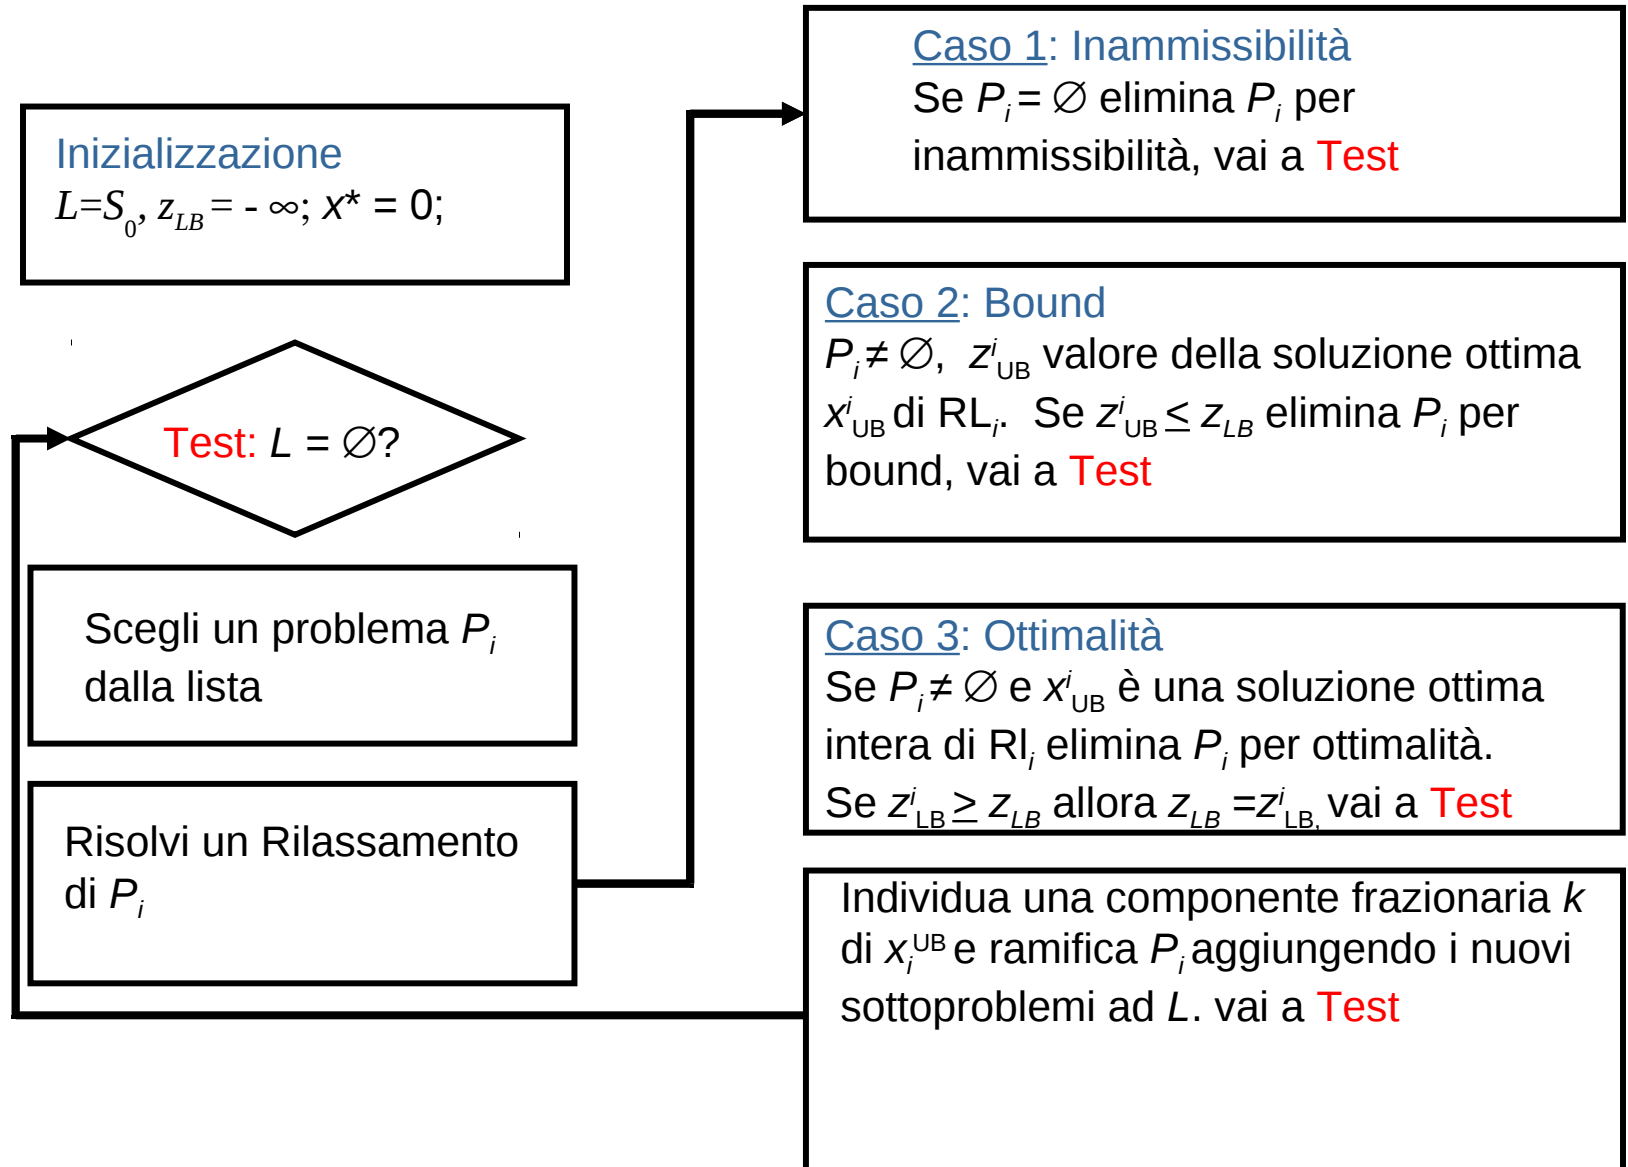 Inizializzazione
L=S0, zLB = - ∞; x* = 0;
Test: L = ∅?
Scegli un problema Pi
dalla lista
Risolvi un Rilassamento
di Pi
Caso 1: Inammissibilità
Se Pi = ∅ elimina Pi per
inammissibilità, vai a Test
Caso 2: Bound
Pi ≠ ∅, ziUB valore della soluzione ottima
xiUB di RLi. Se ziUB ≤ zLB elimina Pi per
bound, vai a Test
Caso 3: Ottimalità
Se Pi ≠ ∅ e xiUB è una soluzione ottima
intera di Rli elimina Pi per ottimalità.
Se ziLB ≥ zLB allora zLB =ziLB, vai a Test
Individua una componente frazionaria k
di xiUB e ramifica Pi aggiungendo i nuovi
sottoproblemi ad L. vai a Test